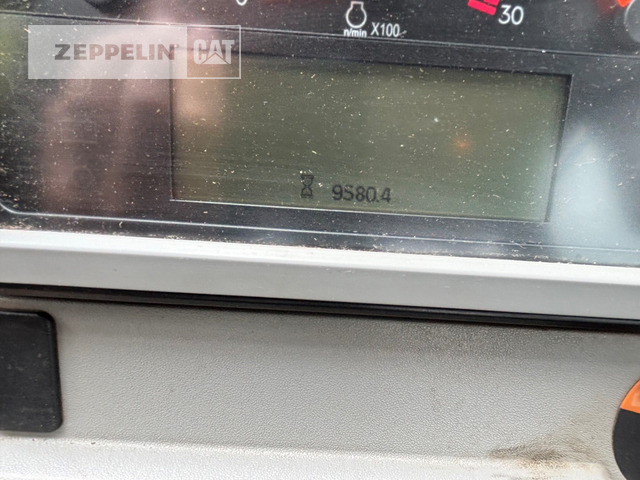 ZEPPELIN CAT
30
n/min X100
9580.4